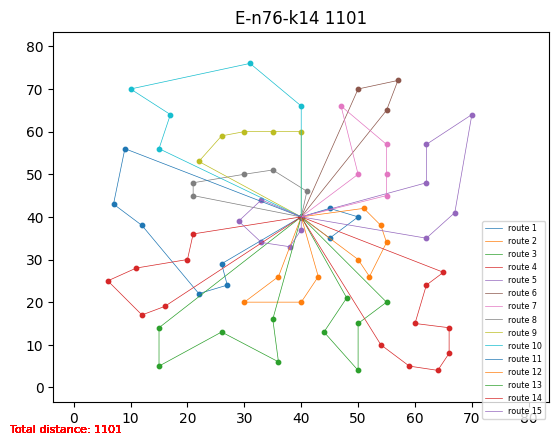 E-n76-k14 1101
80
70
60
50
40
30
20
10
0
0 10 20 30 40 50 60 70 80
route 1
route 2
route 3
route 4
route 5
route 6
route 7
route 8
route 9
route 10
route 11
route 12
route 13
route 14
route 15
Total distance: 1101